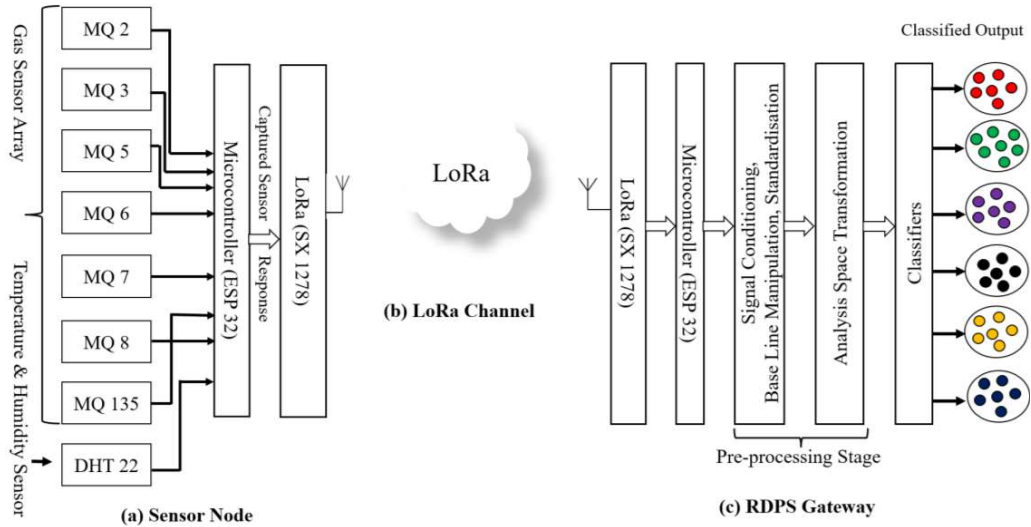 Gas Sensor Array
Temperature & Humidity Sensor
MQ 2
MQ 3
MQ 5
MQ 6
MQ 7
MQ 8
MQ 135
DHT 22
Microcontroller (ESP 32)
Captured Sensor
Response
LoRa (SX 1278)
(a) Sensor Node
LoRa
(b) LoRa Channel
LoRa (SX 1278)
Microcontroller (ESP 32)
Signal Conditioning,
Base Line Manipulation, Standardisation
Analysis Space Transformation
Pre-processing Stage
Classifiers
Classified Output
(c) RDPS Gateway